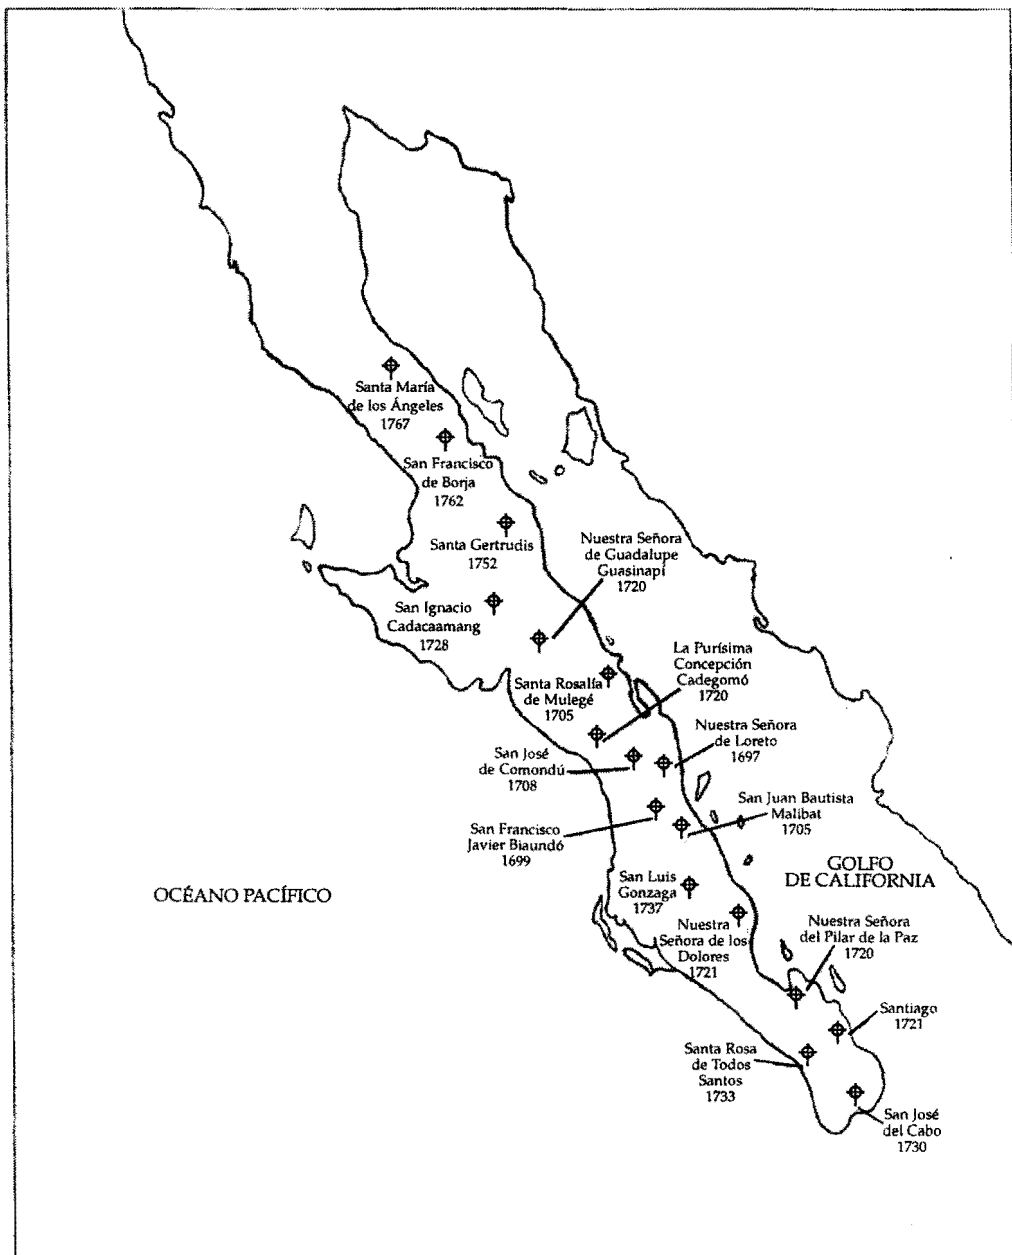 Santa María
de los Ángeles
1767
San Francisco
de Borja
1762
Santa Gertrudis
1752
Nuestra Señora
de Guadalupe
Guasinapí
1720
San Ignacio
Cadacaamang
1728
La Purísima
Concepción
Cadegomó
1720
Santa Rosalía
de Mulegé
1705
Nuestra Señora
de Loreto
1697
San José
de Comondú
1708
San Juan Bautista
Malibat
1705
San Francisco
Javier Biaundó
1699
GOLFO
DE CALIFORNIA
San Luis
Gonzaga
1737
OCÉANO PACÍFICO
Nuestra
Señora de los
Dolores
1721
Nuestra Señora
del Pilar de la Paz
1720
Santiago
1721
Santa Rosa
de Todos
Santos
1733
San José
del Cabo
1730